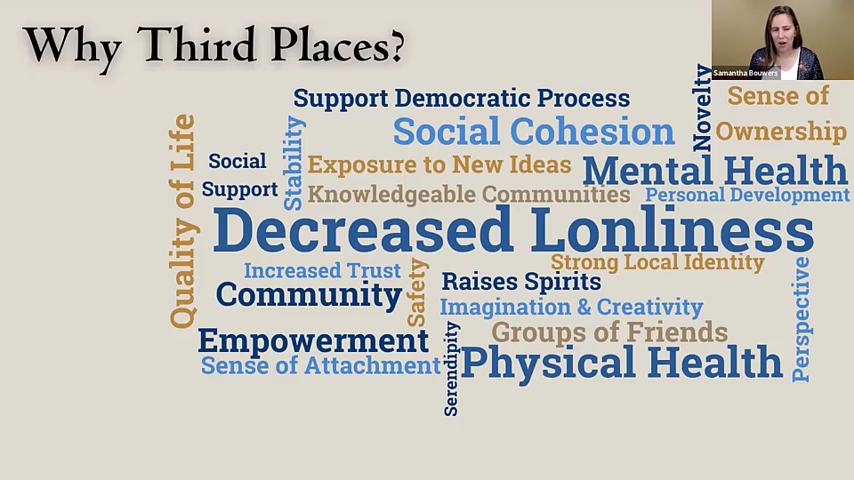 Why Third Places?
Samantha Bouwers
Support Democratic Process
Novelty
Sense of
Ownership
Social Cohesion
Quality of Life
Stability
Social
Support
Exposure to New Ideas
Mental Health
Knowledgeable Communities
Personal Development
Decreased Lonliness
Strong Local Identity
Increased Trust
Safety
Raises Spirits
Perspective
Community
Imagination & Creativity
Empowerment
Serendipity
Groups of Friends
Sense of Attachment
Physical Health